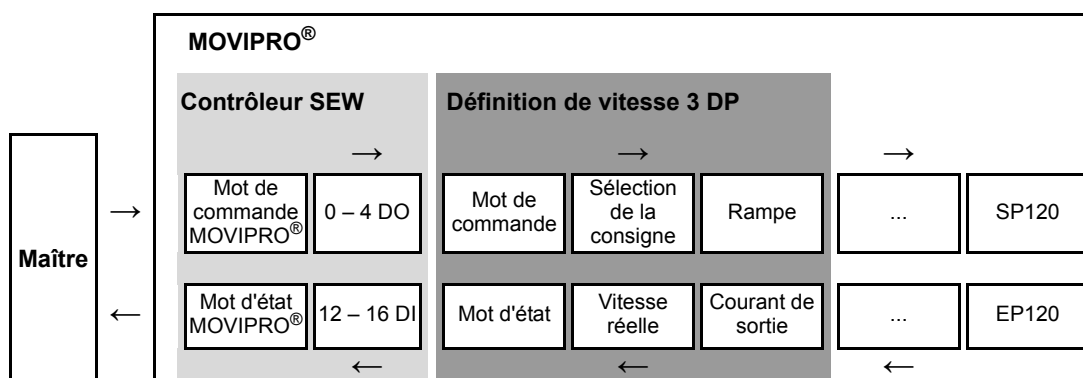 MOVIPRO®
Contrôleur SEW
Définition de vitesse 3 DP
→
→
→
Maître
→
Mot de
commande
MOVIPRO®
0 – 4 DO
Mot de
commande
Sélection
de la
consigne
Rampe
...
SP120
←
Mot d'état
MOVIPRO®
12 – 16 DI
Mot d'état
Vitesse
réelle
Courant de
sortie
...
EP120
←
←
←